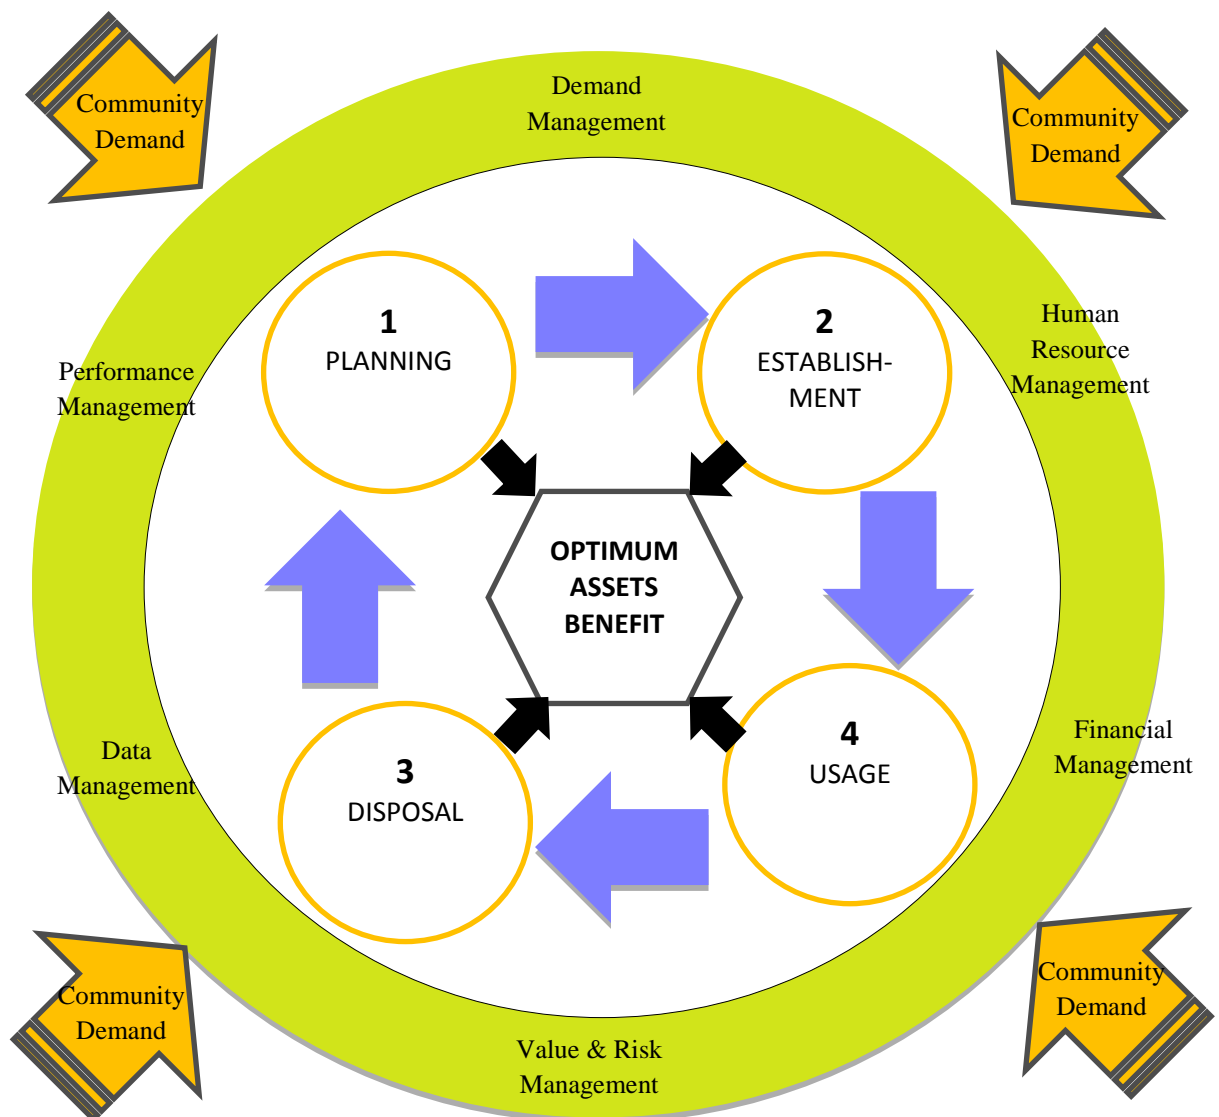 Community
Demand
Demand
Management
Community
Demand
1
PLANNING
2
ESTABLISH-
MENT
Human
Resource
Management
Performance
Management
OPTIMUM
ASSETS
BENEFIT
Data
Management
3
DISPOSAL
4
USAGE
Financial
Management
Community
Demand
Value & Risk
Management
Community
Demand